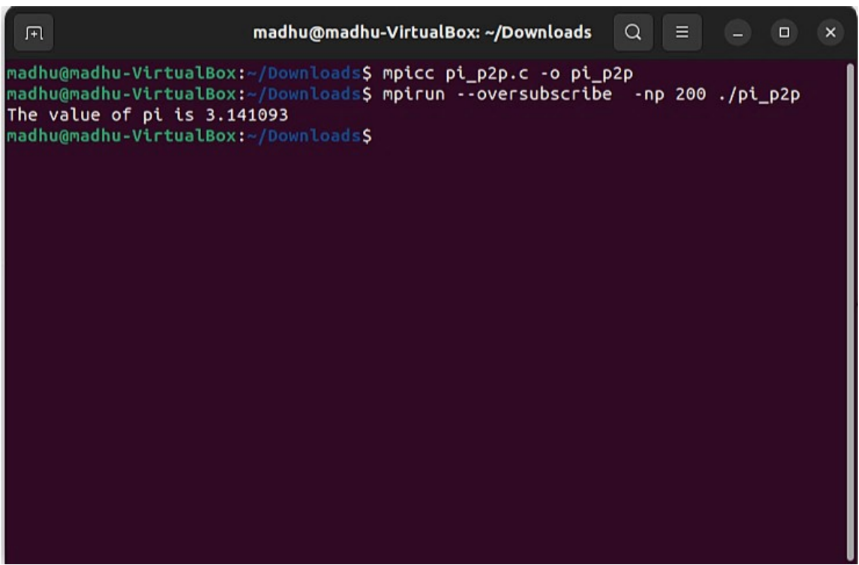 madhu@madhu-VirtualBox: ~/Downloads
madhu@madhu-VirtualBox:~/Downloads$ mpicc pi_p2p.c -o pi_p2p
madhu@madhu-VirtualBox:~/Downloads$ mpirun --oversubscribe  -np 200 ./pi_p2p
The value of pi is 3.141093
madhu@madhu-VirtualBox:~/Downloads$